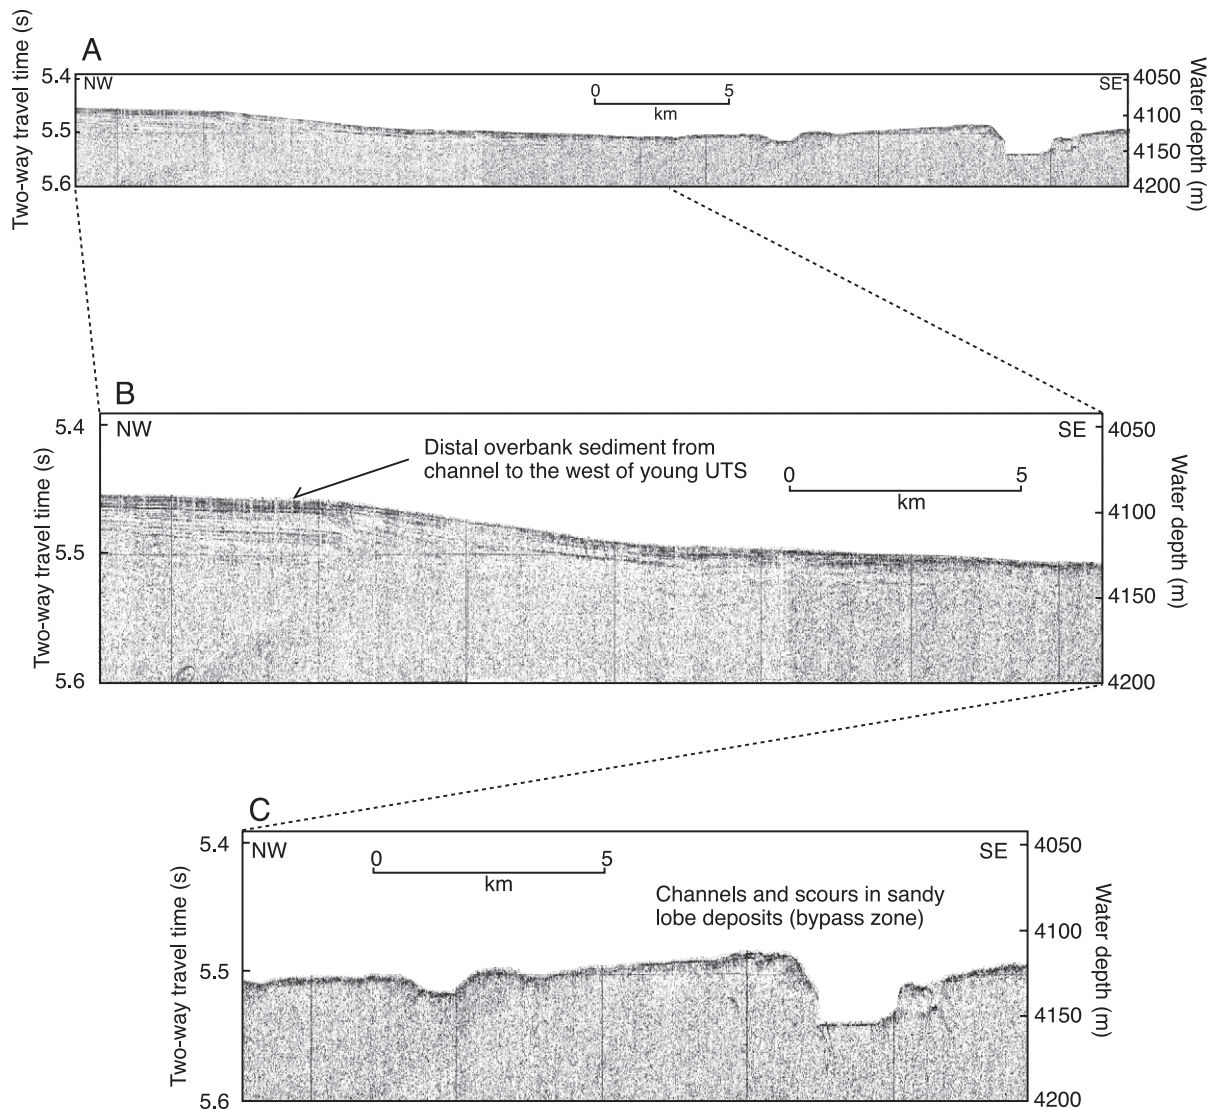 A
Two-way travel time (s)
5.4
5.5
5.6
NW
0 5
km
SE
4050
4100
4150
4200
Water depth (m)
B
Two-way travel time (s)
5.4
5.5
5.6
NW
Distal overbank sediment from
channel to the west of young UTS
0 5
km
SE
4050
4100
4150
4200
Water depth (m)
C
Two-way travel time (s)
5.4
5.5
5.6
NW
0 5
km
Channels and scours in sandy
lobe deposits (bypass zone)
SE
4050
4100
4150
4200
Water depth (m)